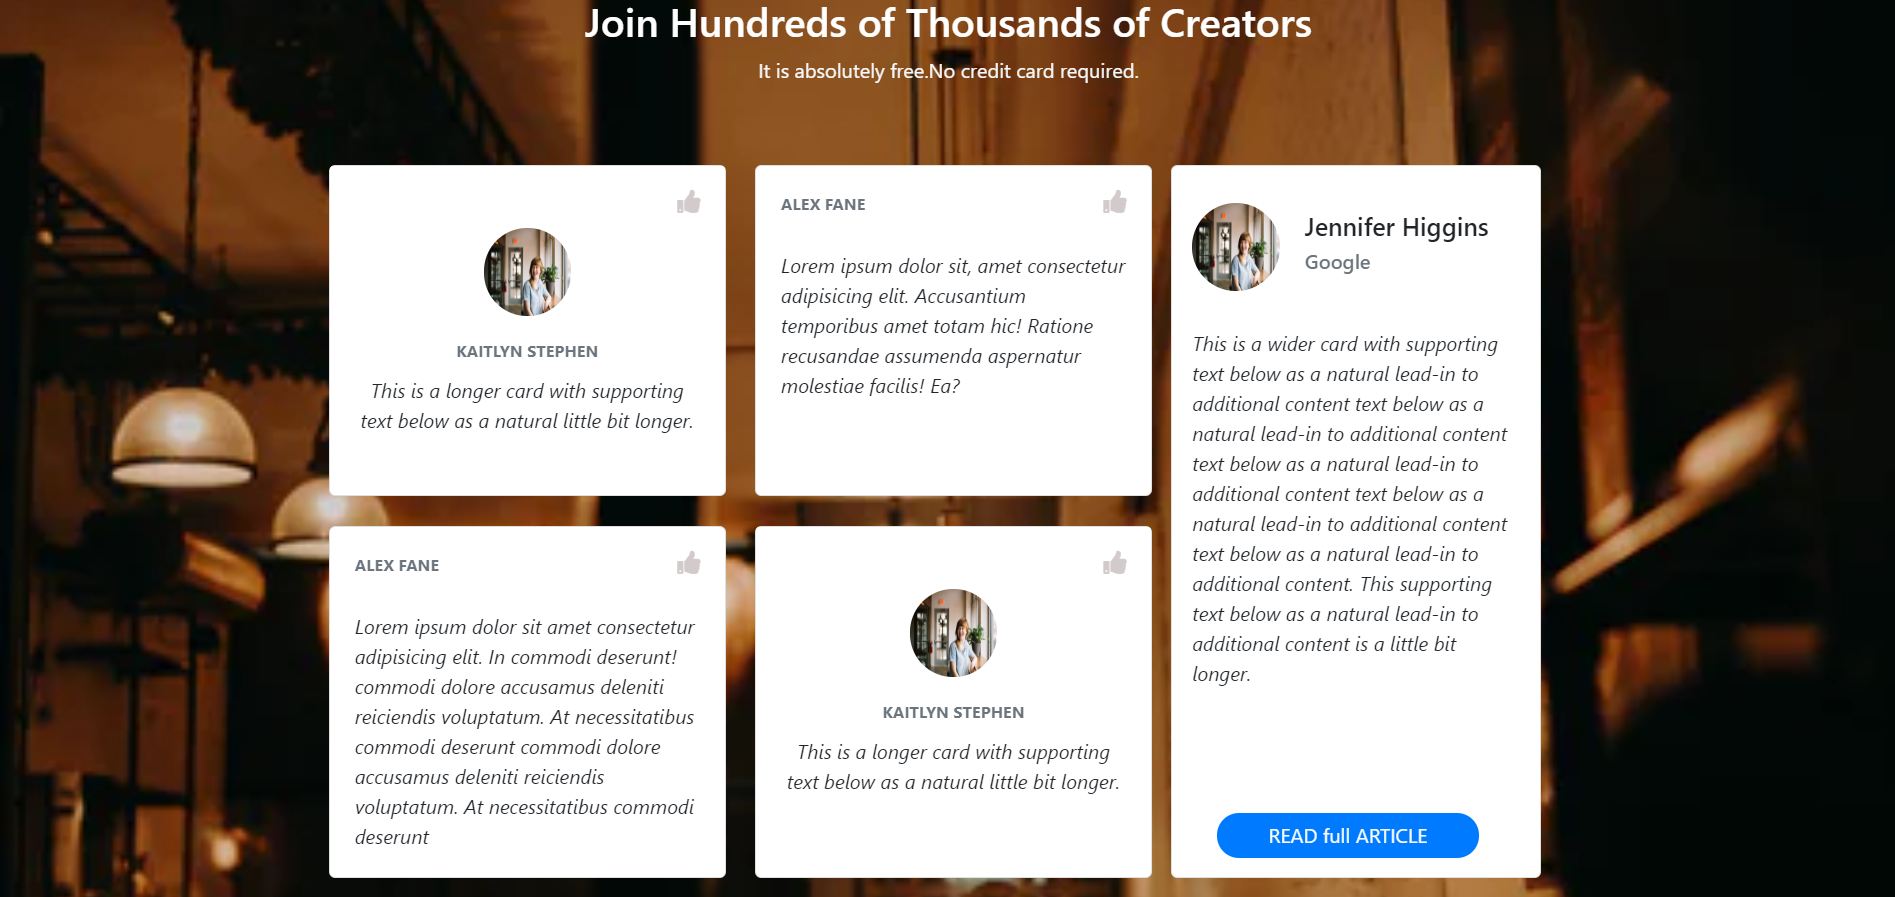 Join Hundreds of Thousands of Creators
It is absolutely free.No credit card required.
KAITLYN STEPHEN
This is a longer card with supporting
text below as a natural little bit longer.
ALEX FANE
Lorem ipsum dolor sit, amet consectetur
adipisicing elit. Accusantium
temporibus amet totam hic! Ratione
recusandae assumenda aspernatur
molestiae facilis! Ea?
ALEX FANE
Lorem ipsum dolor sit amet consectetur
adipisicing elit. In commodi deserunt!
commodi dolore accusamus deleniti
reiciendis voluptatum. At necessitatibus
commodi deserunt commodi dolore
accusamus deleniti reiciendis
voluptatum. At necessitatibus commodi
deserunt
KAITLYN STEPHEN
This is a longer card with supporting
text below as a natural little bit longer.
Jennifer Higgins
Google
This is a wider card with supporting
text below as a natural lead-in to
additional content text below as a
natural lead-in to additional content
text below as a natural lead-in to
additional content text below as a
natural lead-in to additional content
text below as a natural lead-in to
additional content. This supporting
text below as a natural lead-in to
additional content is a little bit
longer.
READ full ARTICLE